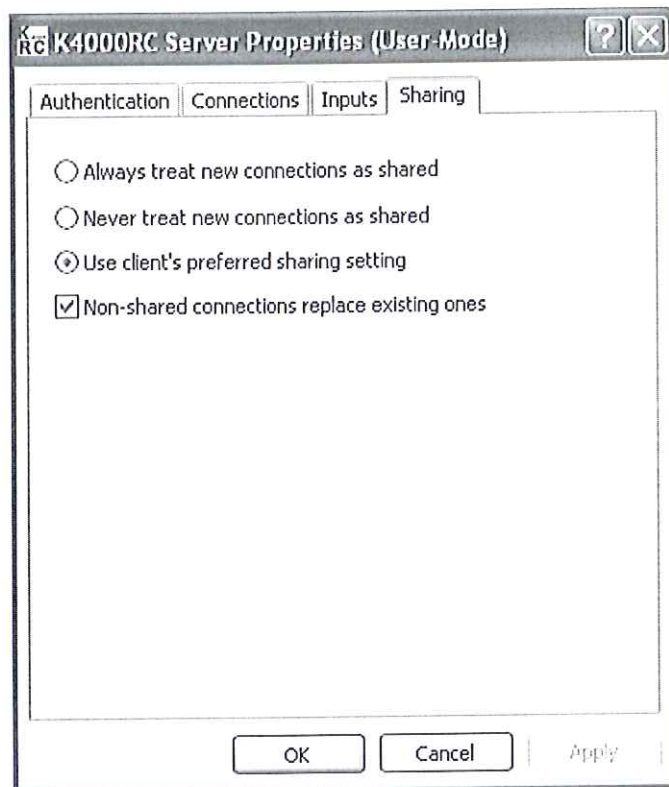 K...
RC K4000RC Server Properties (User-Mode) ? X
Authentication Connections Inputs Sharing
Always treat new connections as shared
Never treat new connections as shared
Use client's preferred sharing setting
Non-shared connections replace existing ones
OK Cancel Apply